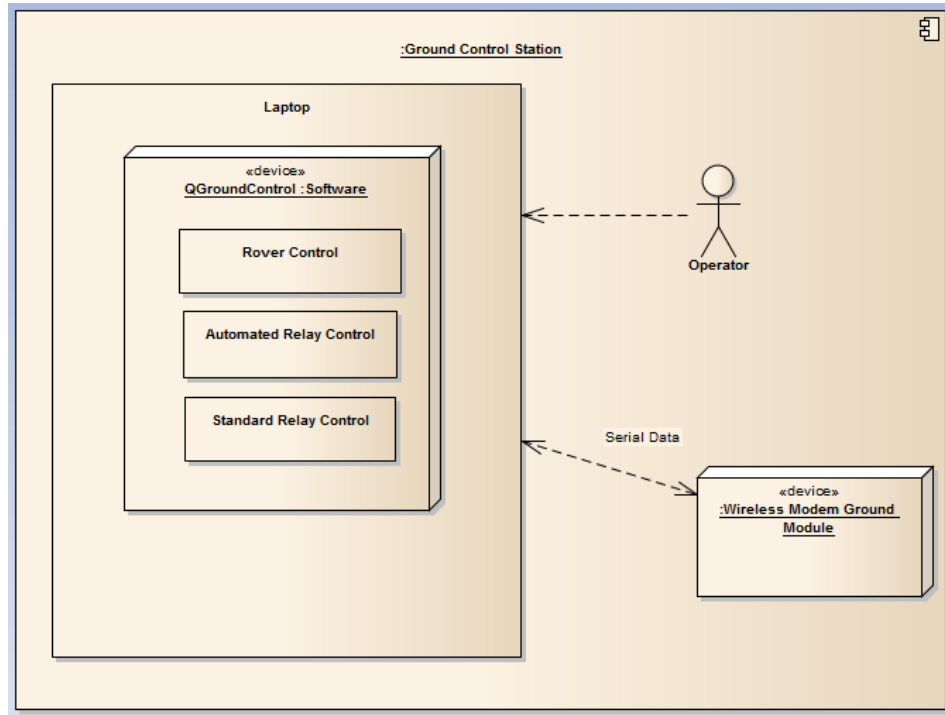 :Ground Control Station
Laptop
«device»
QGroundControl :Software
Rover Control
Automated Relay Control
Standard Relay Control
Operator
Serial Data
«device»
:Wireless Modem Ground
Module